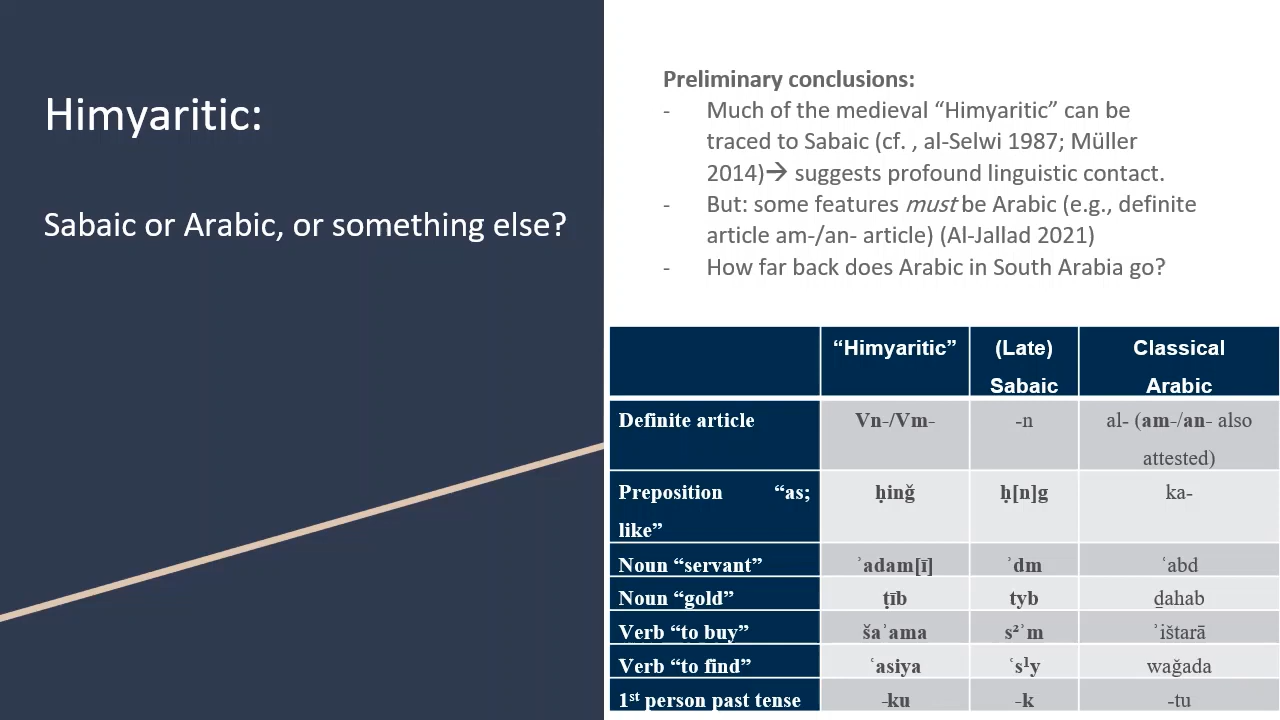 Himyaritic:
Sabaic or Arabic, or something else?
Preliminary conclusions:
- Much of the medieval “Himyaritic” can be
traced to Sabaic (cf. , al-Selwi 1987; Müller
2014)→ suggests profound linguistic contact.
- But: some features must be Arabic (e.g., definite
article am-/an- article) (Al-Jallad 2021)
- How far back does Arabic in South Arabia go?
“Himyaritic” (Late) Classical
Sabaic Arabic
Definite article Vn-/Vm- -n al- (am-/an- also
attested)
Preposition “as; ḥinǧ ḥ[n]g ka-
like”
Noun “servant” ʾadam[ī] ʾdm ʿabd
Noun “gold” ṭīb tyb ḏahab
Verb “to buy” šaʾama s²ʾm ʾištarā
Verb “to find” ʿasiya ʿs¹y waǧada
1st person past tense -ku -k -tu